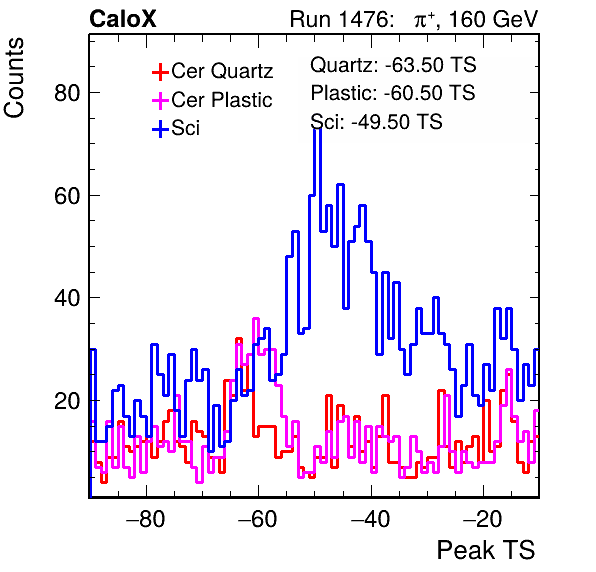 CaloX Run 1476: π⁺, 160 GeV
Counts
Cer Quartz
Cer Plastic
Sci
Quartz: -63.50 TS
Plastic: -60.50 TS
Sci: -49.50 TS
80
60
40
20
−80 −60 −40 −20
Peak TS